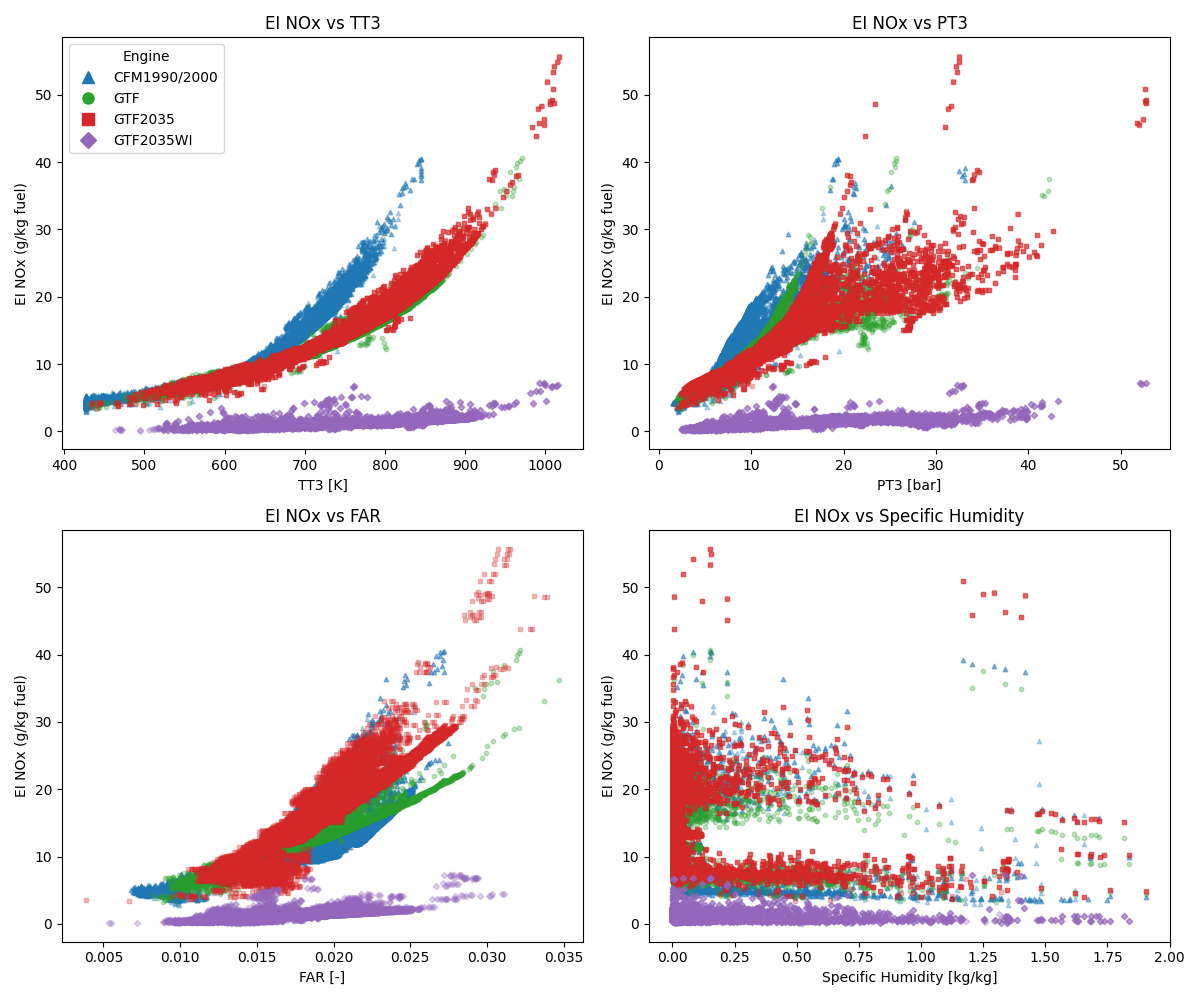 EI NOx vs TT3
EI NOx (g/kg fuel)
50
40
30
20
10
0
Engine
CFM1990/2000
GTF
GTF2035
GTF2035WI
400 500 600 700 800 900 1000
TT3 [K]
EI NOx vs PT3
EI NOx (g/kg fuel)
50
40
30
20
10
0
0 10 20 30 40 50
PT3 [bar]
EI NOx vs FAR
EI NOx (g/kg fuel)
50
40
30
20
10
0
0.005 0.010 0.015 0.020 0.025 0.030 0.035
FAR [-]
EI NOx vs Specific Humidity
EI NOx (g/kg fuel)
50
40
30
20
10
0
0.00 0.25 0.50 0.75 1.00 1.25 1.50 1.75 2.00
Specific Humidity [kg/kg]